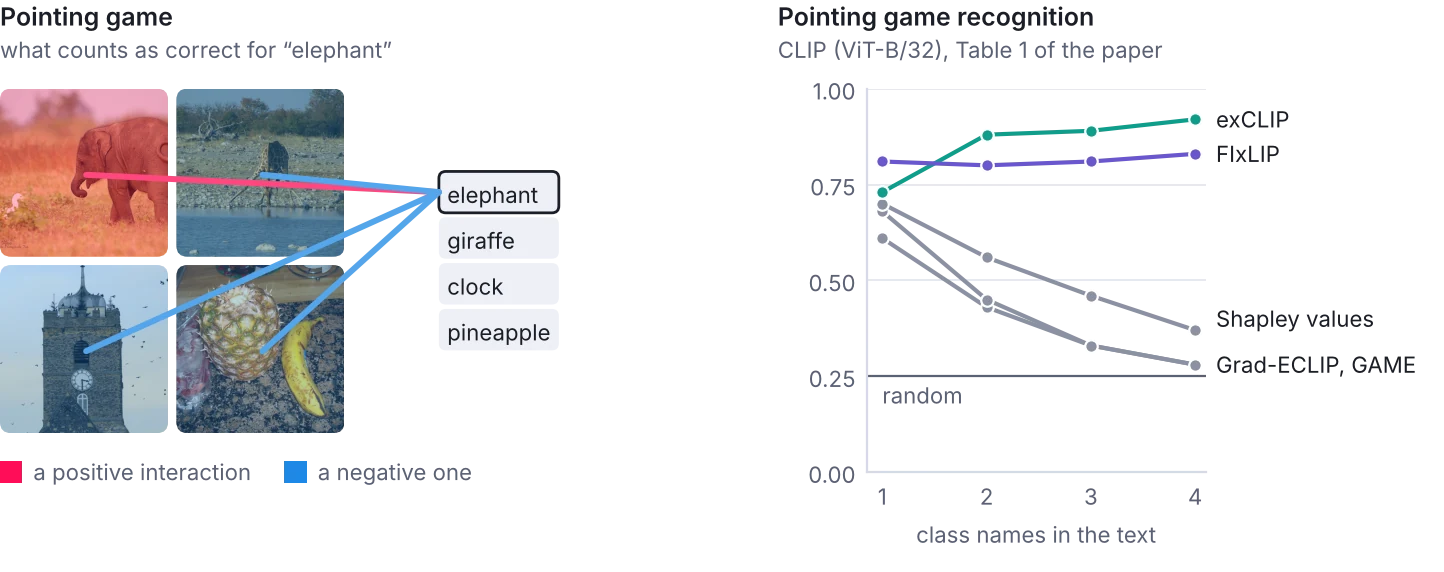 Pointing game
what counts as correct for “elephant”
elephant
giraffe
clock
pineapple
a positive interaction
a negative one
Pointing game recognition
CLIP (ViT-B/32), Table 1 of the paper
1.00
0.75
0.50
0.25
0.00
exCLIP
FIxLIP
Shapley values
Grad-ECLIP, GAME
random
1 2 3 4
class names in the text